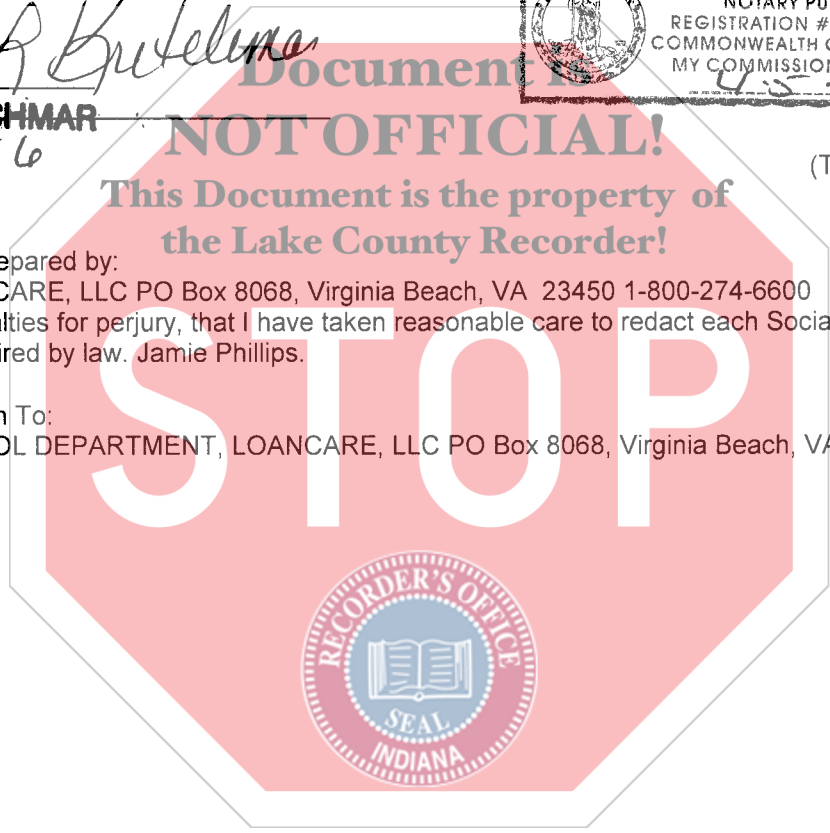 NOTARY PU
REGISTRATION #
COMMONWEALTH O
MY COMMISSION
Document is
HMAR
NOT OFFICIAL!
6
(T
This Document is the property of
the Lake County Recorder!
epared by:
CARE, LLC PO Box 8068, Virginia Beach, VA 23450 1-800-274-6600
lties for perjury, that I have taken reasonable care to redact each Socia
ired by law. Jamie Phillips.
n To:
OL DEPARTMENT, LOANCARE, LLC PO Box 8068, Virginia Beach, VA
STOP
RECORDER'S OFFICE
SEAL
INDIANA